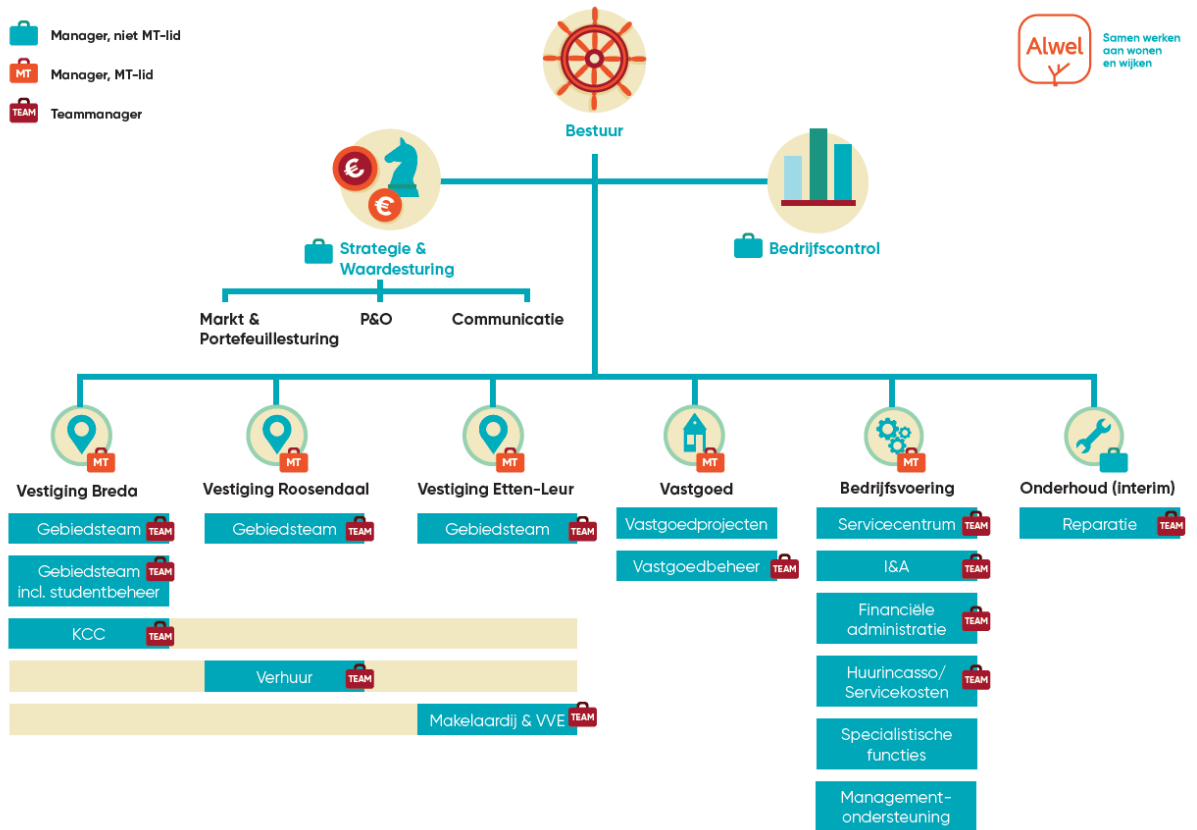 Manager, niet MT-lid
MT
Manager, MT-lid
TEAM
Teammanager
Alwel
Samen werken
aan wonen
en wijken
Bestuur
€
€
Strategie &
Waardesturing
Bedrijfscontrol
Markt &
Portefeuillesturing
P&O
Communicatie
MT
Vestiging Breda
Gebiedsteam
TEAM
Gebiedsteam
incl. studentbeheer
TEAM
KCC
TEAM
MT
Vestiging Roosendaal
Gebiedsteam
TEAM
Verhuur
TEAM
MT
Vestiging Etten-Leur
Gebiedsteam
TEAM
Makelaardij & VVE
TEAM
MT
Vastgoed
Vastgoedprojecten
Vastgoedbeheer
TEAM
MT
Bedrijfsvoering
Servicecentrum
TEAM
I&A
TEAM
Financiële
administratie
TEAM
Huurincasso/
Servicekosten
TEAM
Specialistische
functies
Management-
ondersteuning
Onderhoud (interim)
Reparatie
TEAM